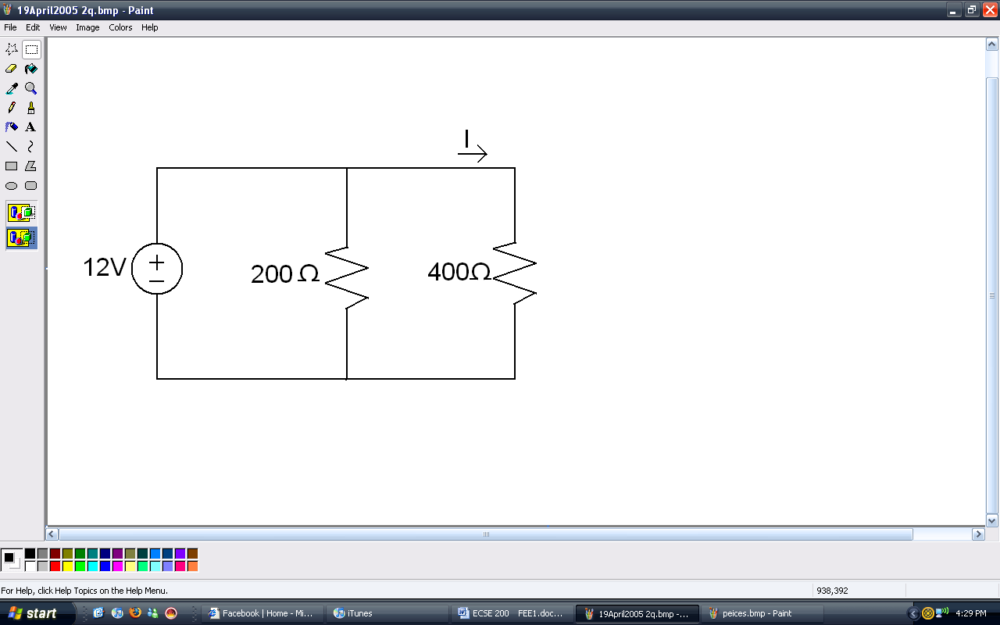 19April2005 2q.bmp - Paint
File Edit View Image Colors Help
I
12V
+
−
200 Ω
400Ω
For Help, click Help Topics on the Help Menu.
938,392
start
Facebook | Home - Mi...
iTunes
ECSE 200 FEE1.doc...
19April2005 2q.bmp -...
peices.bmp - Paint
4:29 PM